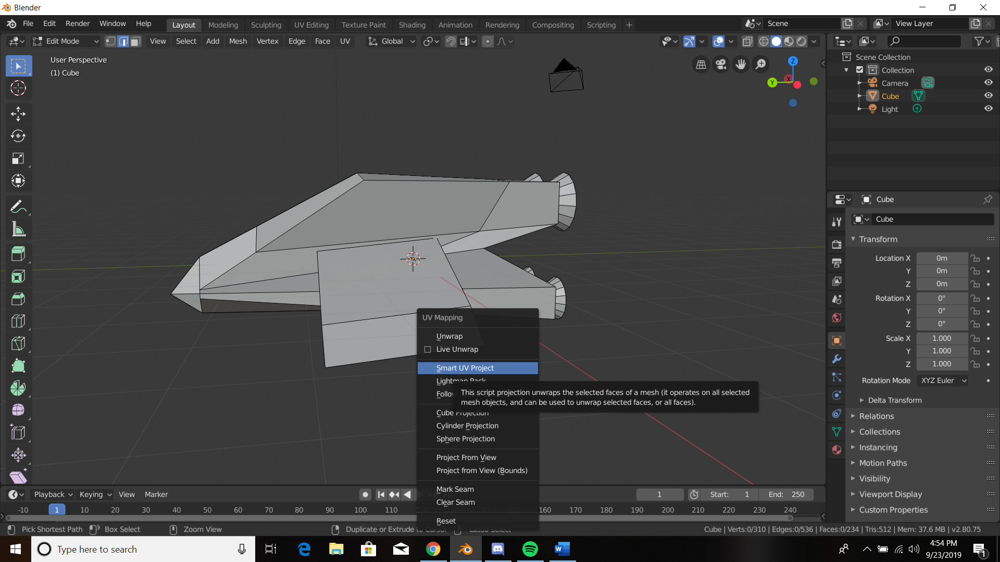 Blender
File Edit Render Window Help
Layout Modeling Sculpting UV Editing Texture Paint Shading Animation Rendering Compositing Scripting +
Scene
View Layer
Edit Mode
View Select Add Mesh Vertex Edge Face UV
Global
User Perspective
(1) Cube
Z
Y
X
Scene Collection
Collection
Camera
Cube
Light
Cube
Cube
Transform
Location X 0m
Y 0m
Z 0m
Rotation X 0°
Y 0°
Z 0°
Scale X 1.000
Y 1.000
Z 1.000
Rotation Mode XYZ Euler
Delta Transform
Relations
Collections
Instancing
Motion Paths
Visibility
Viewport Display
Custom Properties
UV Mapping
Unwrap
Live Unwrap
Smart UV Project
Lightmap Pack
Follow
This script projection unwraps the selected faces of a mesh (it operates on all selected
mesh objects, and can be used to unwrap selected faces, or all faces).
Cube Projection
Cylinder Projection
Sphere Projection
Project From View
Project from View (Bounds)
Mark Seam
Clear Seam
Reset
Playback Keying View Marker
1
Start: 1
End: 250
-10 1 10 20 30 40 50 60 70 80 90 100 110 120 130 140 150 160 170 180 190 200 210 220 230 240
Pick Shortest Path Box Select Zoom View Duplicate or Extrude to Cursor Lasso Select
Cube | Verts:0/310 | Edges:0/536 | Faces:0/234 | Tris:512 | Mem: 37.6 MB | v2.80.75
Type here to search
4:54 PM
9/23/2019
1